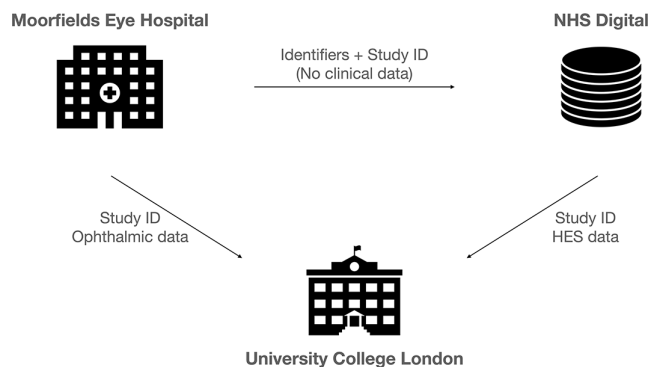 Moorfields Eye Hospital
NHS Digital
Identifiers + Study ID
(No clinical data)
Study ID
Ophthalmic data
Study ID
HES data
University College London